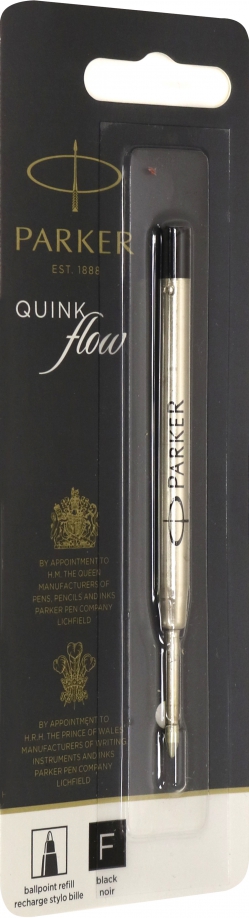 PARKER
EST. 1888
QUINK
flow
PARKER
BY APPOINTMENT TO
H.M. THE QUEEN
MANUFACTURERS OF
PENS, PENCILS AND INKS
PARKER PEN COMPANY
LICHFIELD
BY APPOINTMENT TO
H.R.H. THE PRINCE OF WALES
MANUFACTURERS OF WRITING
INSTRUMENTS AND INKS
PARKER PEN COMPANY
LICHFIELD
F
ballpoint refill
recharge stylo bille
black
noir